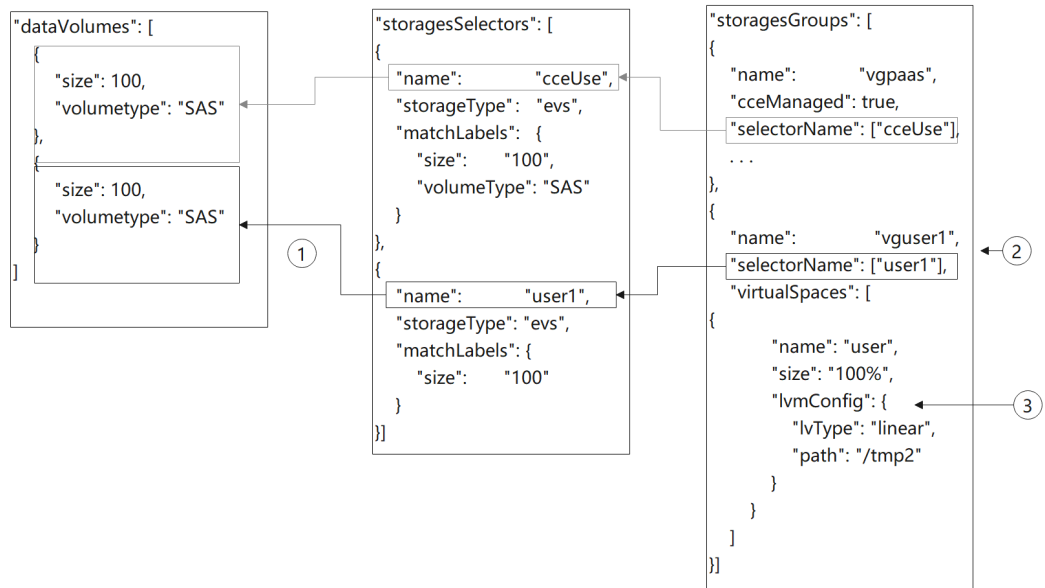 "dataVolumes": [
{
"size": 100,
"volumetype": "SAS"
},
{
"size": 100,
"volumetype": "SAS"
}
]
1
"storagesSelectors": [
{
"name": "cceUse",
"storageType": "evs",
"matchLabels": {
"size": "100",
"volumeType": "SAS"
}
},
{
"name": "user1",
"storageType": "evs",
"matchLabels": {
"size": "100"
}
}]
"storagesGroups": [
{
"name": "vgpaas",
"cceManaged": true,
"selectorName": ["cceUse"],
. . .
},
{
"name": "vguser1",
"selectorName": ["user1"],
"virtualSpaces": [
{
"name": "user",
"size": "100%",
"lvmConfig": {
"lvType": "linear",
"path": "/tmp2"
}
}
]
}]
2
3